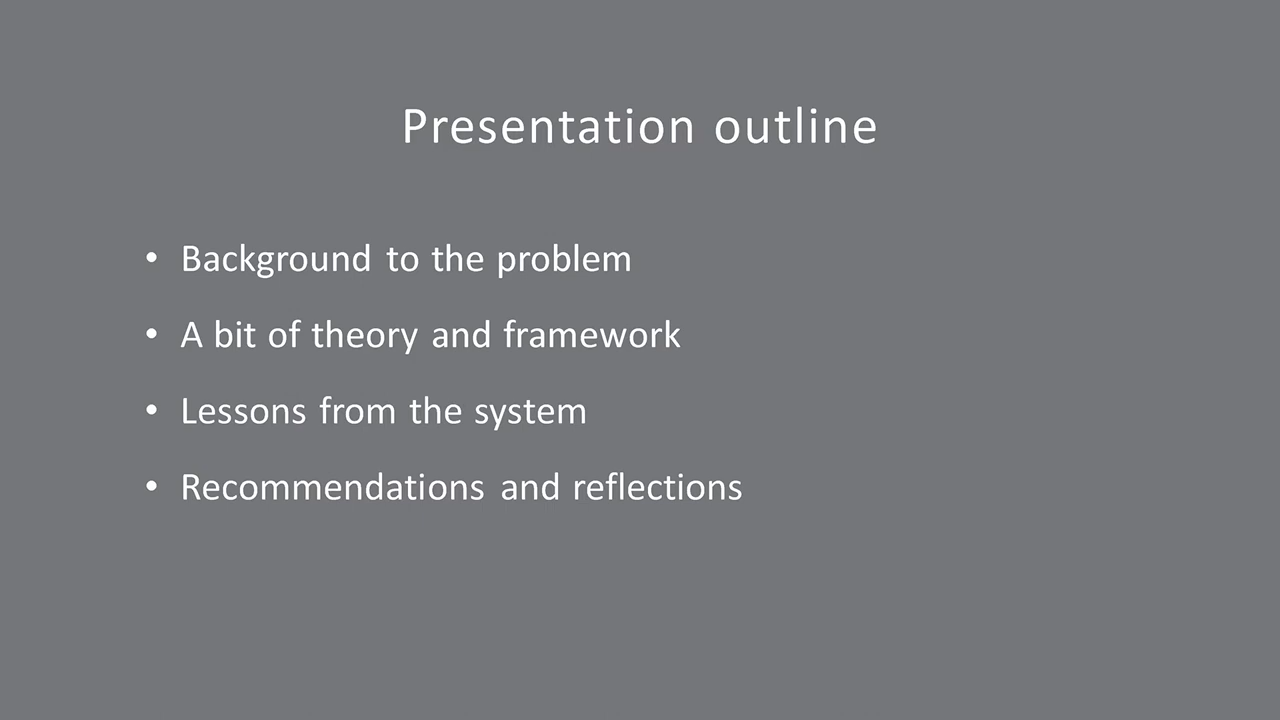 Presentation outline
• Background to the problem
• A bit of theory and framework
• Lessons from the system
• Recommendations and reflections